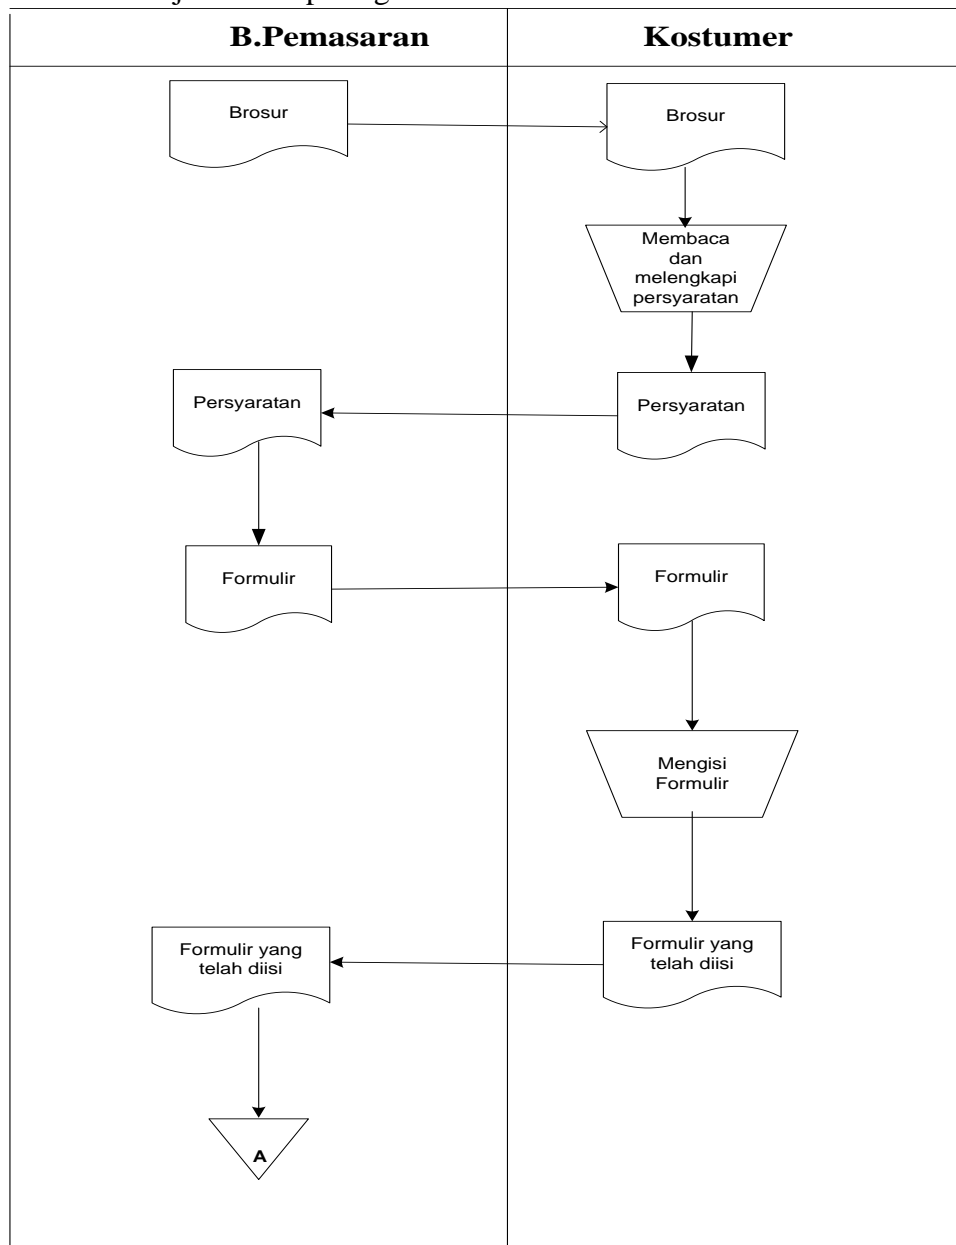 B.Pemasaran
Kostumer
Brosur
Brosur
Membaca
dan
melengkapi
persyaratan
Persyaratan
Persyaratan
Formulir
Formulir
Mengisi
Formulir
Formulir yang
telah diisi
Formulir yang
telah diisi
A